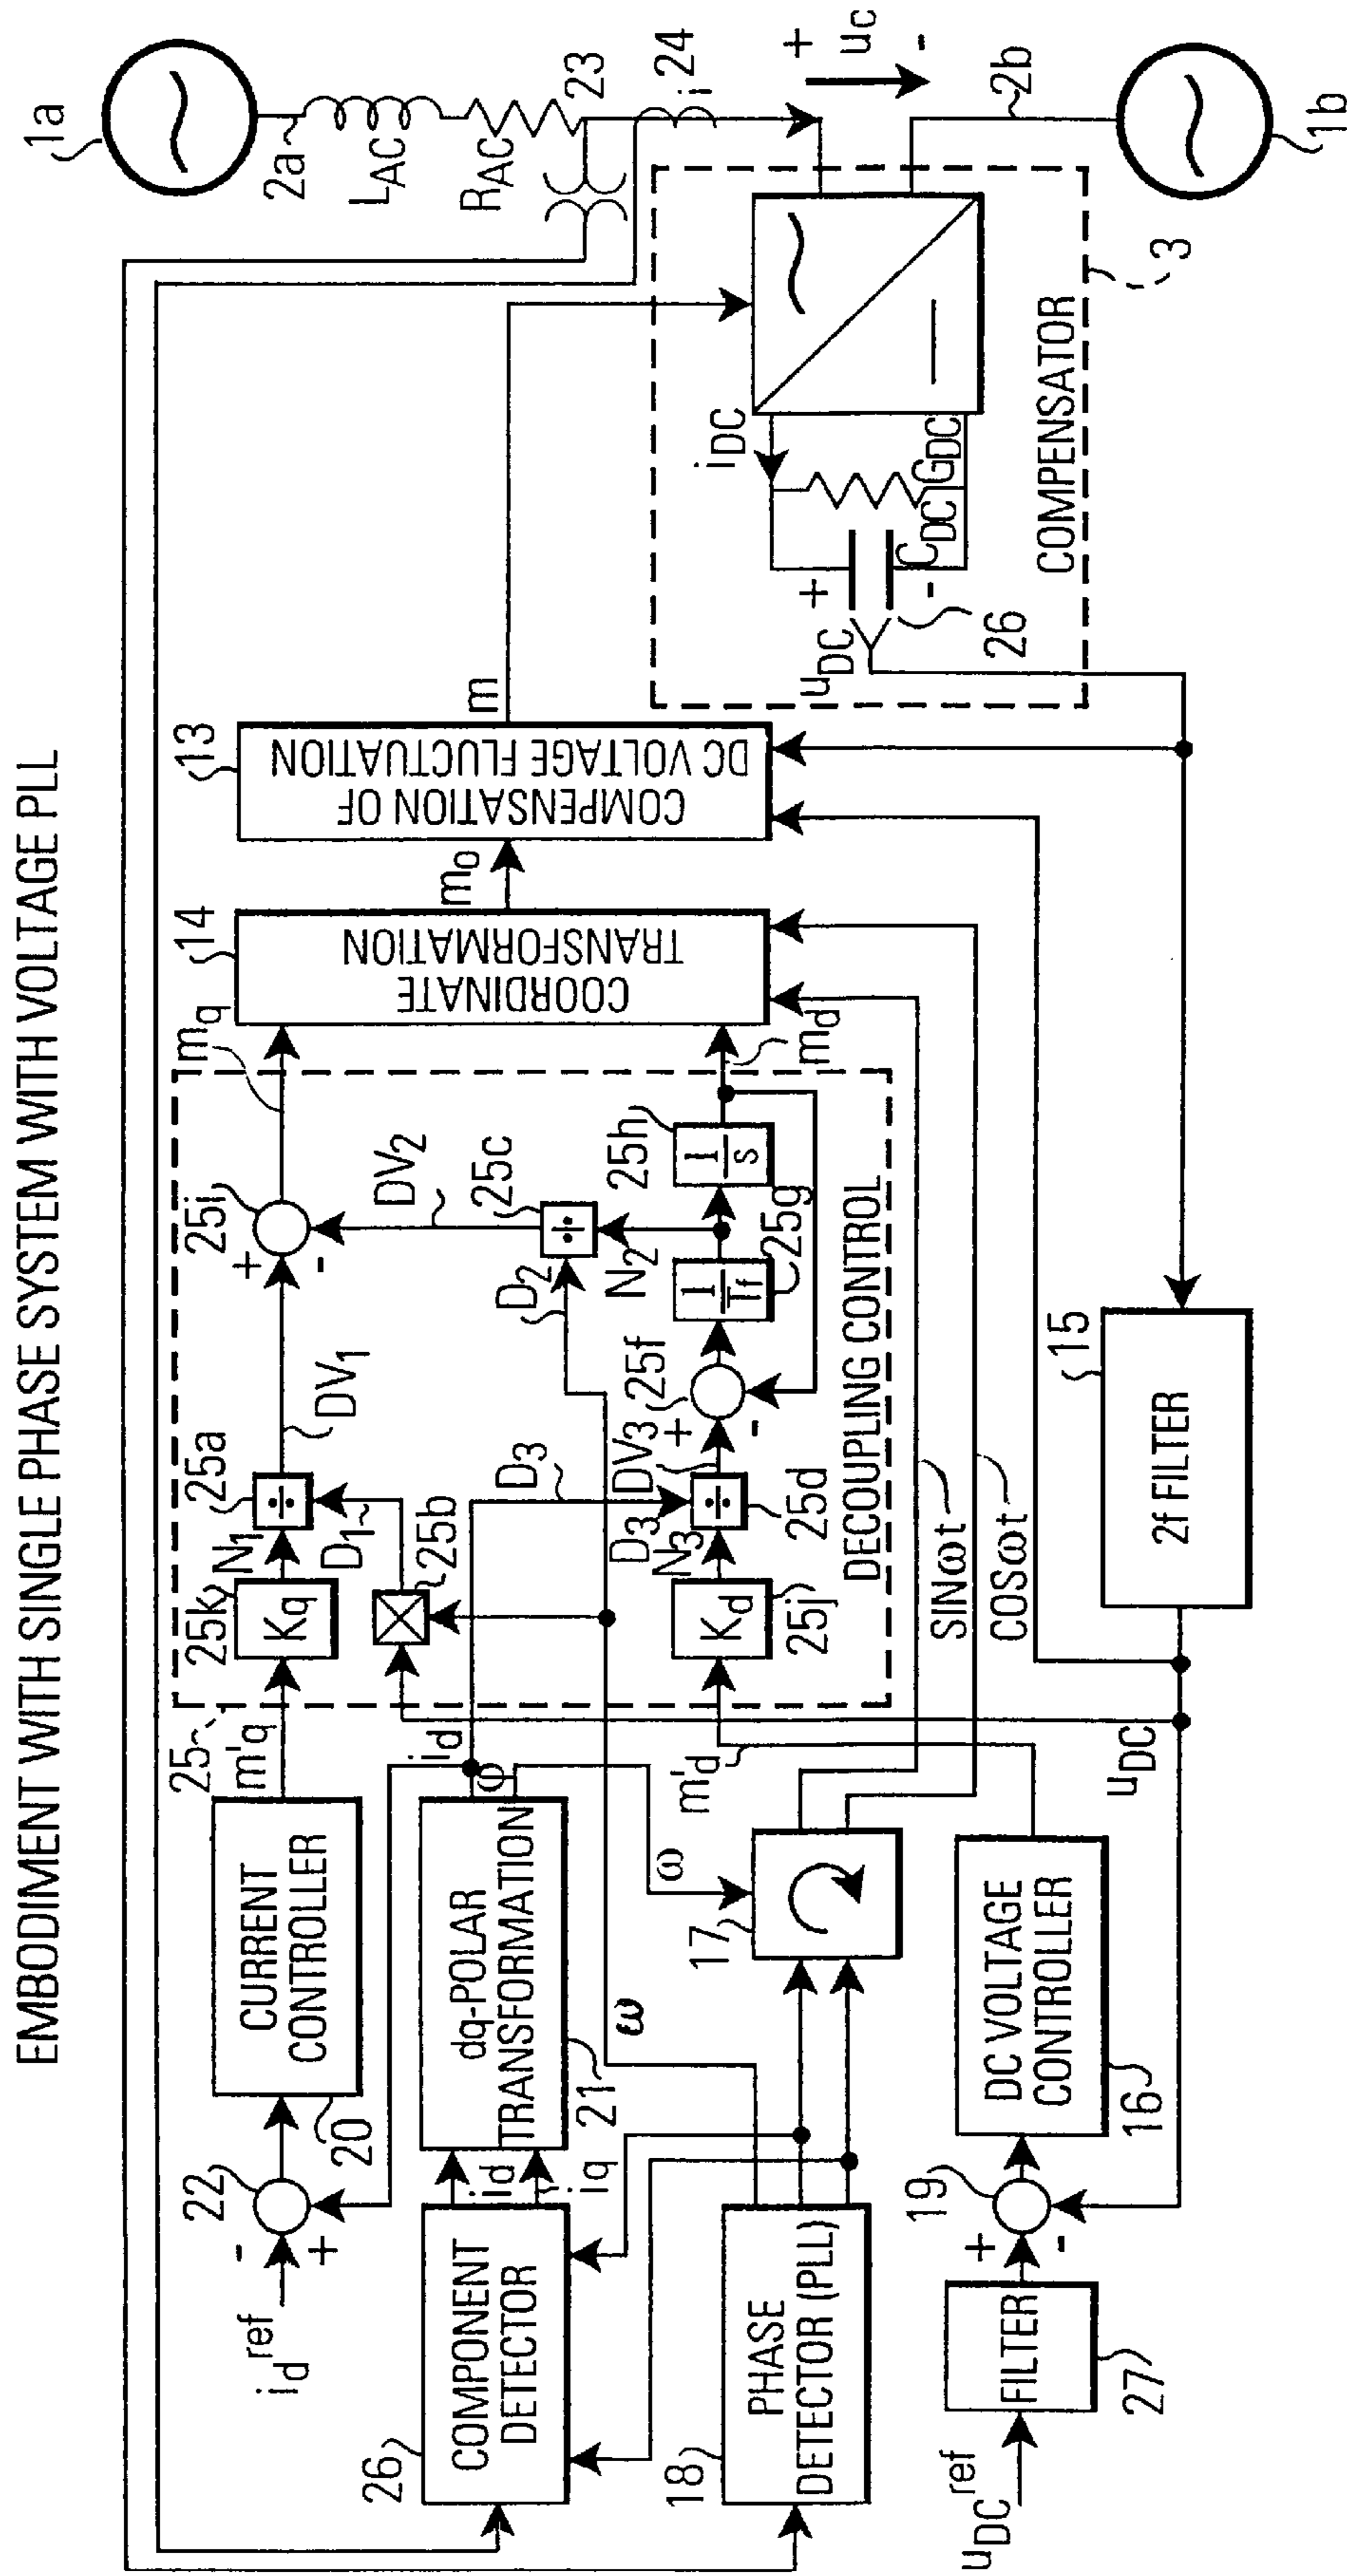 EMBODIMENT WITH SINGLE PHASE SYSTEM WITH VOLTAGE PLL
1a
2a
LAC
RAC
23
24
i
+
uc
-
2b
1b
3
COMPENSATOR
iDC
GDC
CDC
+
-
uDC
26
m
13
COMPENSATION OF
DC VOLTAGE FLUCTUATION
mo
14
COORDINATE
TRANSFORMATION
mq
md
25i
+
-
DV2
25c
÷
D2
N2
25h
1
s
25g
1
Tf
25f
+
-
DV1
25a
÷
N1
D1
25b
D3
DV3
D3
N3
÷
25d
DECOUPLING CONTROL
25k
Kq
Kd
25j
25
m'q
id
φ
m'd
SINωt
COSωt
15
2f FILTER
uDC
CURRENT
CONTROLLER
20
22
-
+
id ref
dq-POLAR
TRANSFORMATION
21
id
iq
COMPONENT
DETECTOR
26
ω
ω
17
PHASE
DETECTOR (PLL)
18
DC VOLTAGE
CONTROLLER
16
19
+
-
FILTER
27
uDC ref